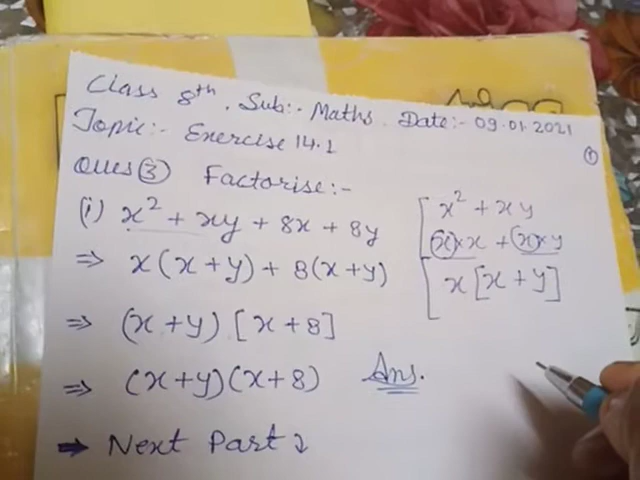 Class 8th. Sub:- Maths. Date:- 09.01.2021
Topic:- Exercise 14.1
①
Ques ③ Factorise:-
(i) x² + xy + 8x + 8y
⇒ x(x+y) + 8(x+y)
⇒ (x+y) [x+8]
⇒ (x+y)(x+8) Ans.
➡ Next Part ↓
x² + xy
(x)×x + (x)×y
x[x+y]